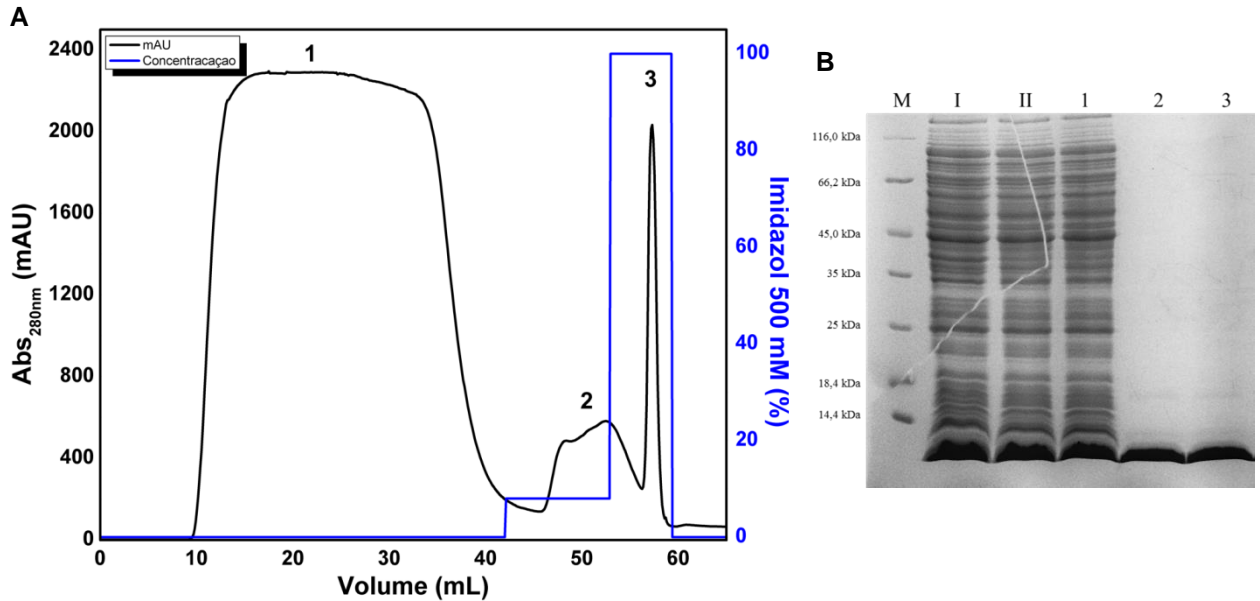 A
mAU
Concentracaçao
1
2
3
2400
2000
1600
1200
800
400
0
Abs280nm (mAU)
0
10
20
30
40
50
60
Volume (mL)
100
80
60
40
20
0
Imidazol 500 mM (%)
B
M I II 1 2 3
116,0 kDa
66,2 kDa
45,0 kDa
35 kDa
25 kDa
18,4 kDa
14,4 kDa